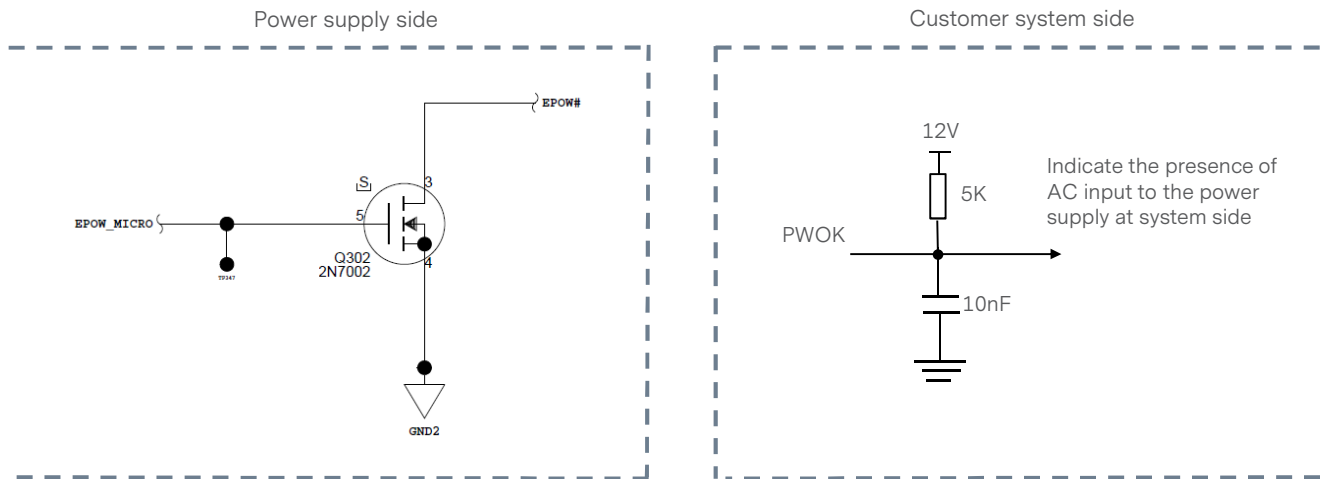 Power supply side
Customer system side
EPOW#
S
3
5
EPOW_MICRO
TP347
Q302
2N7002
4
GND2
12V
5K
Indicate the presence of
AC input to the power
supply at system side
PWOK
10nF